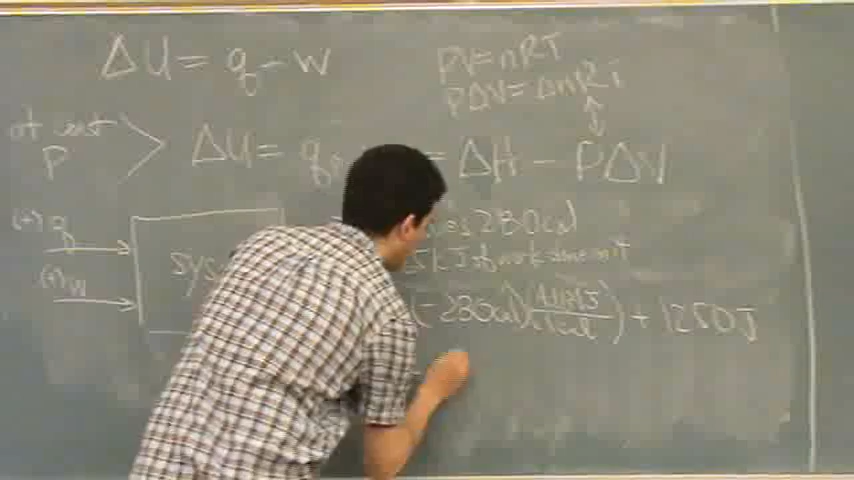 ΔU = q - w
PV = nRT
PΔV = ΔnRT
at const P > ΔU = q = ΔH - PΔV
(+) q
(+) w
sys
280 cal
5 kJ of work done on it
(-280 cal)(4.184 J / 1 cal) + 1250 J